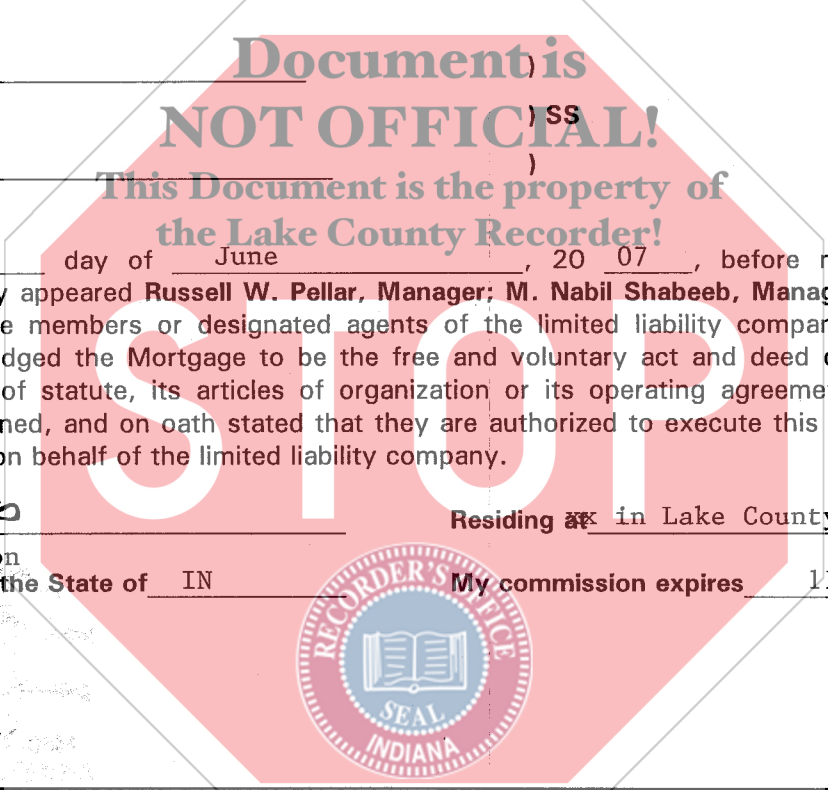 Document is
)
NOT OFFICIAL!
) SS
)
This Document is the property of
the Lake County Recorder!
day of June, 20 07, before
appeared Russell W. Pellar, Manager; M. Nabil Shabeeb,
members or designated agents of the limited liability
the Mortgage to be the free and voluntary act and deed
of statute, its articles of organization or its operating
and on oath stated that they are authorized to execute this
behalf of the limited liability company.
STOP
Residing at xx in Lake County
the State of IN My commission expires
RECORDER'S OFFICE
SEAL
INDIANA